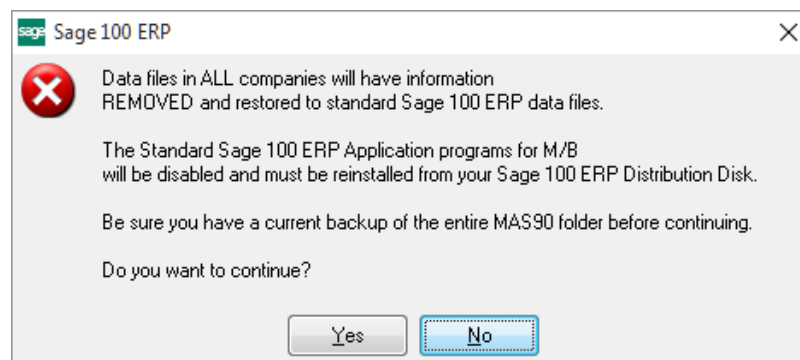 sage Sage 100 ERP
Data files in ALL companies will have information
REMOVED and restored to standard Sage 100 ERP data files.
The Standard Sage 100 ERP Application programs for M/B
will be disabled and must be reinstalled from your Sage 100 ERP Distribution Disk.
Be sure you have a current backup of the entire MAS90 folder before continuing.
Do you want to continue?
Yes No